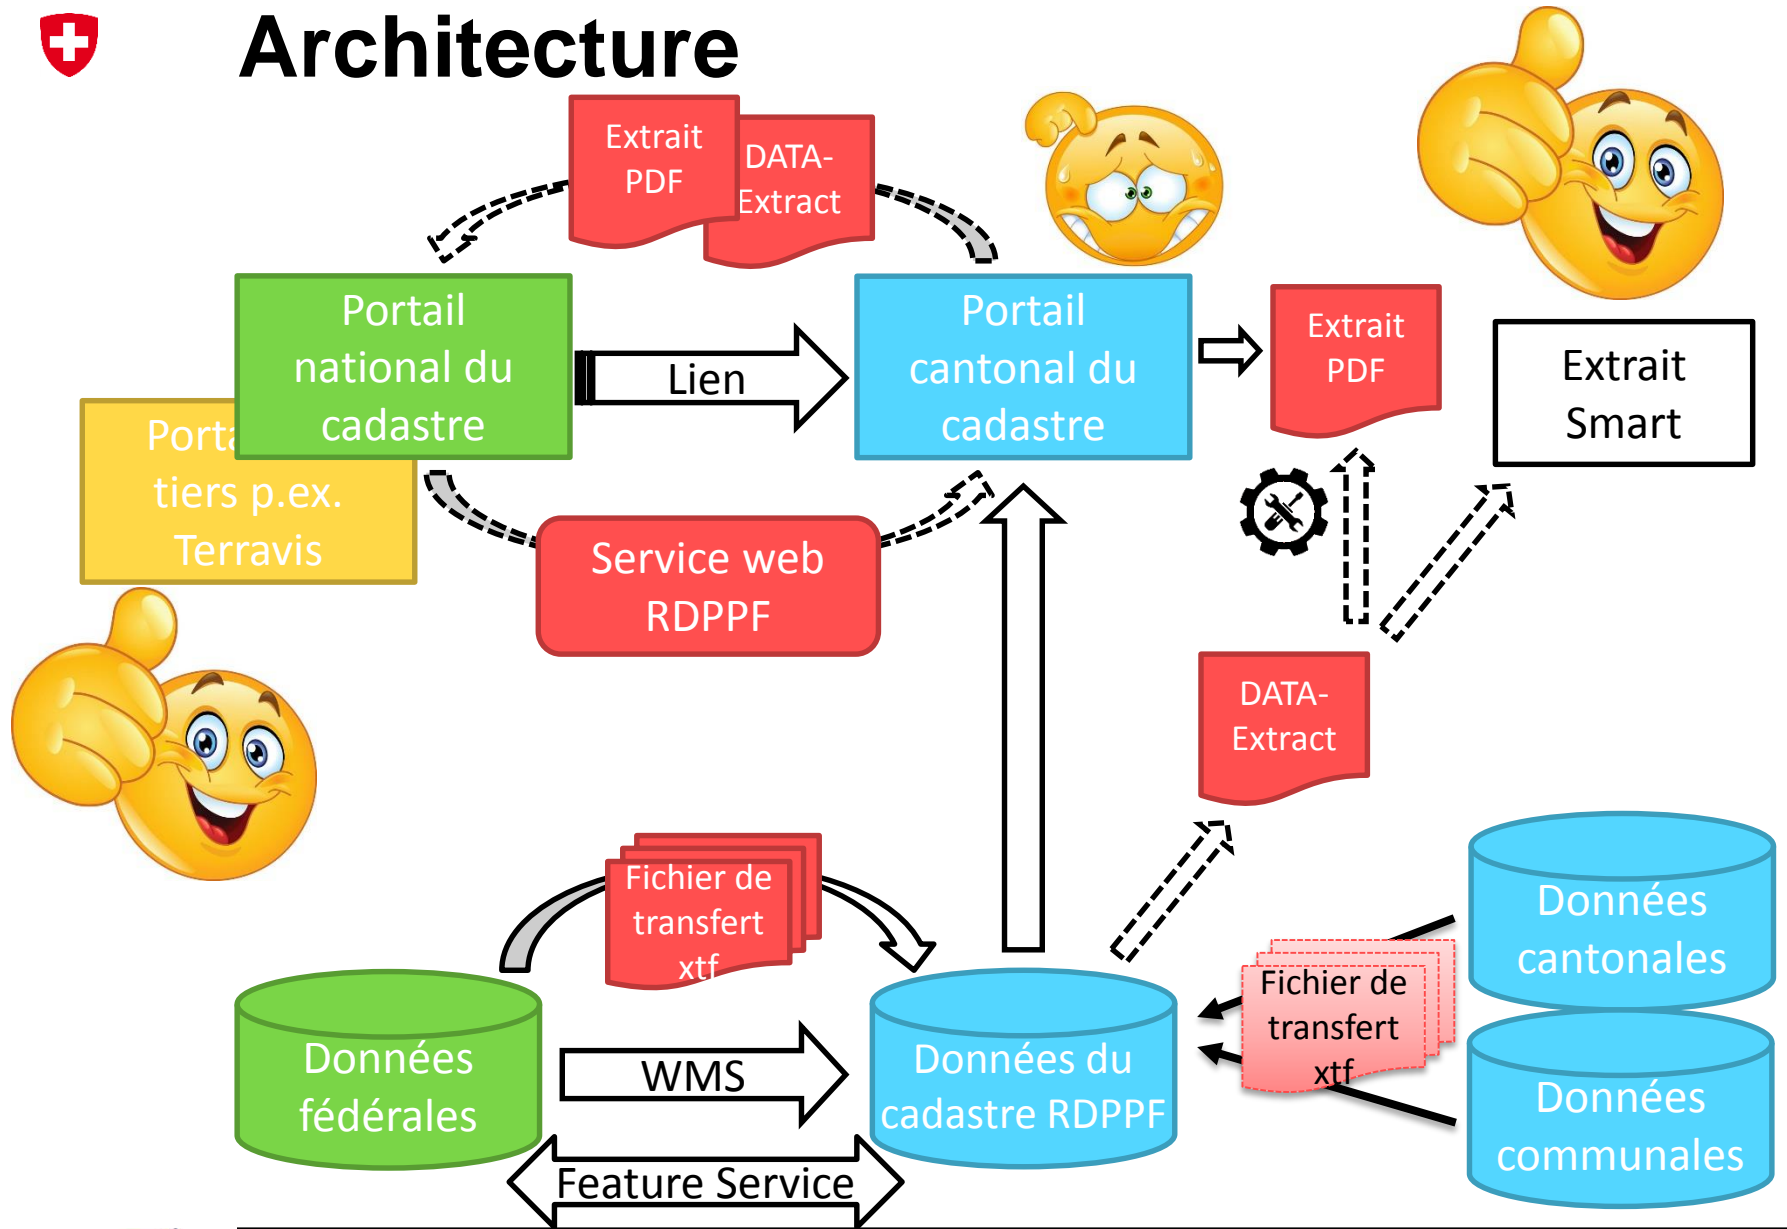 Architecture
Extrait
PDF
DATA-
Extract
Portail
national du
cadastre
Lien
Portail
cantonal du
cadastre
Extrait
PDF
Extrait
Smart
tiers p.ex.
Terravis
Service web
RDPPF
DATA-
Extract
Fichier de
transfert
xtf
Données
cantonales
Fichier de
transfert
xtf
Données
fédérales
WMS
Données du
cadastre RDPPF
Données
communales
Feature Service